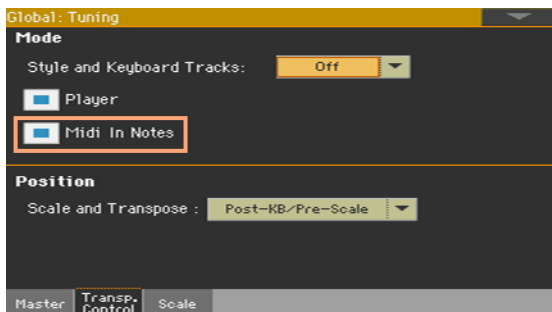 Global: Tuning
Mode
Style and Keyboard Tracks: Off
Player
Midi In Notes
Position
Scale and Transpose : Post-KB/Pre-Scale
Master Transp. Control Scale